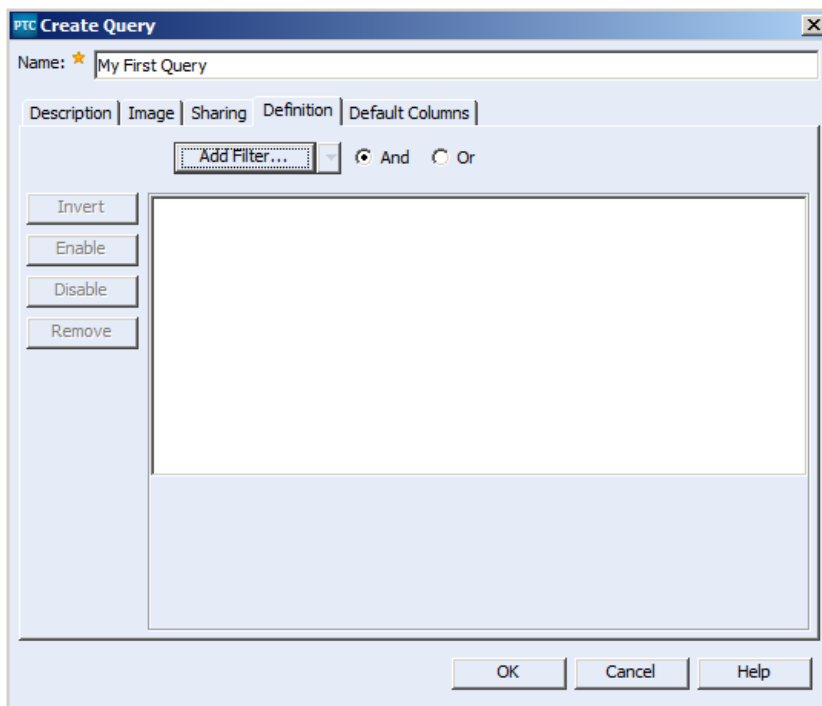 PTC Create Query
Name: My First Query
Description Image Sharing Definition Default Columns
Add Filter... And Or
Invert
Enable
Disable
Remove
OK Cancel Help